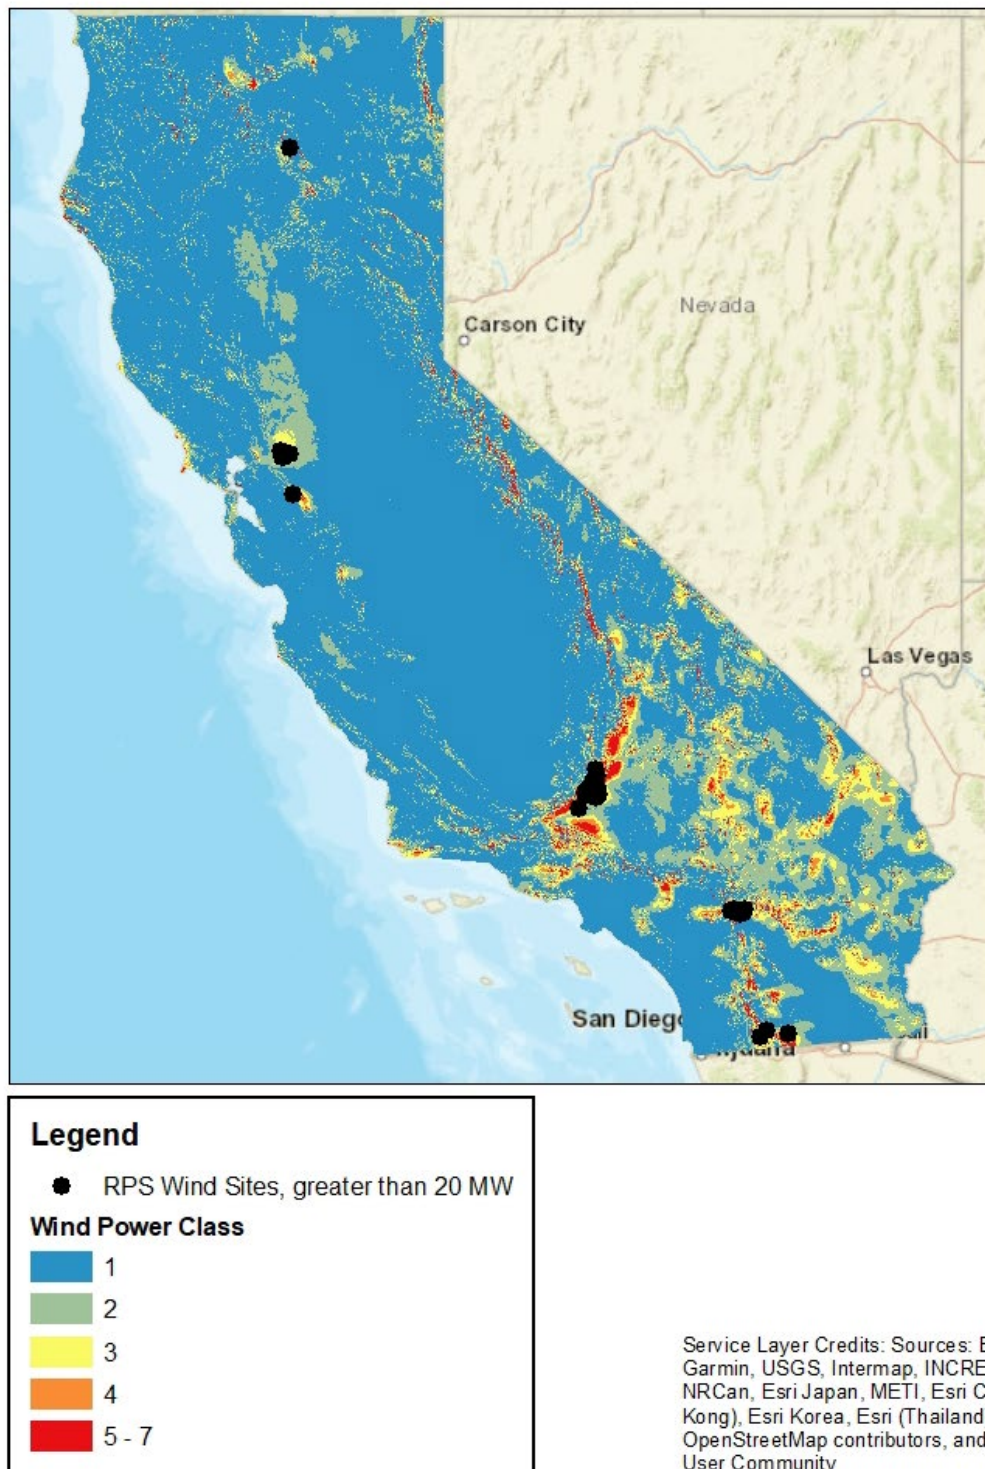 Nevada
Carson City
Las Vegas
San Dieg
Legend
RPS Wind Sites, greater than 20 MW
Wind Power Class
1
2
3
4
5 - 7
Service Layer Credits: Sources: E
Garmin, USGS, Intermap, INCRE
NRCan, Esri Japan, METI, Esri C
Kong), Esri Korea, Esri (Thailand
OpenStreetMap contributors, and
User Community